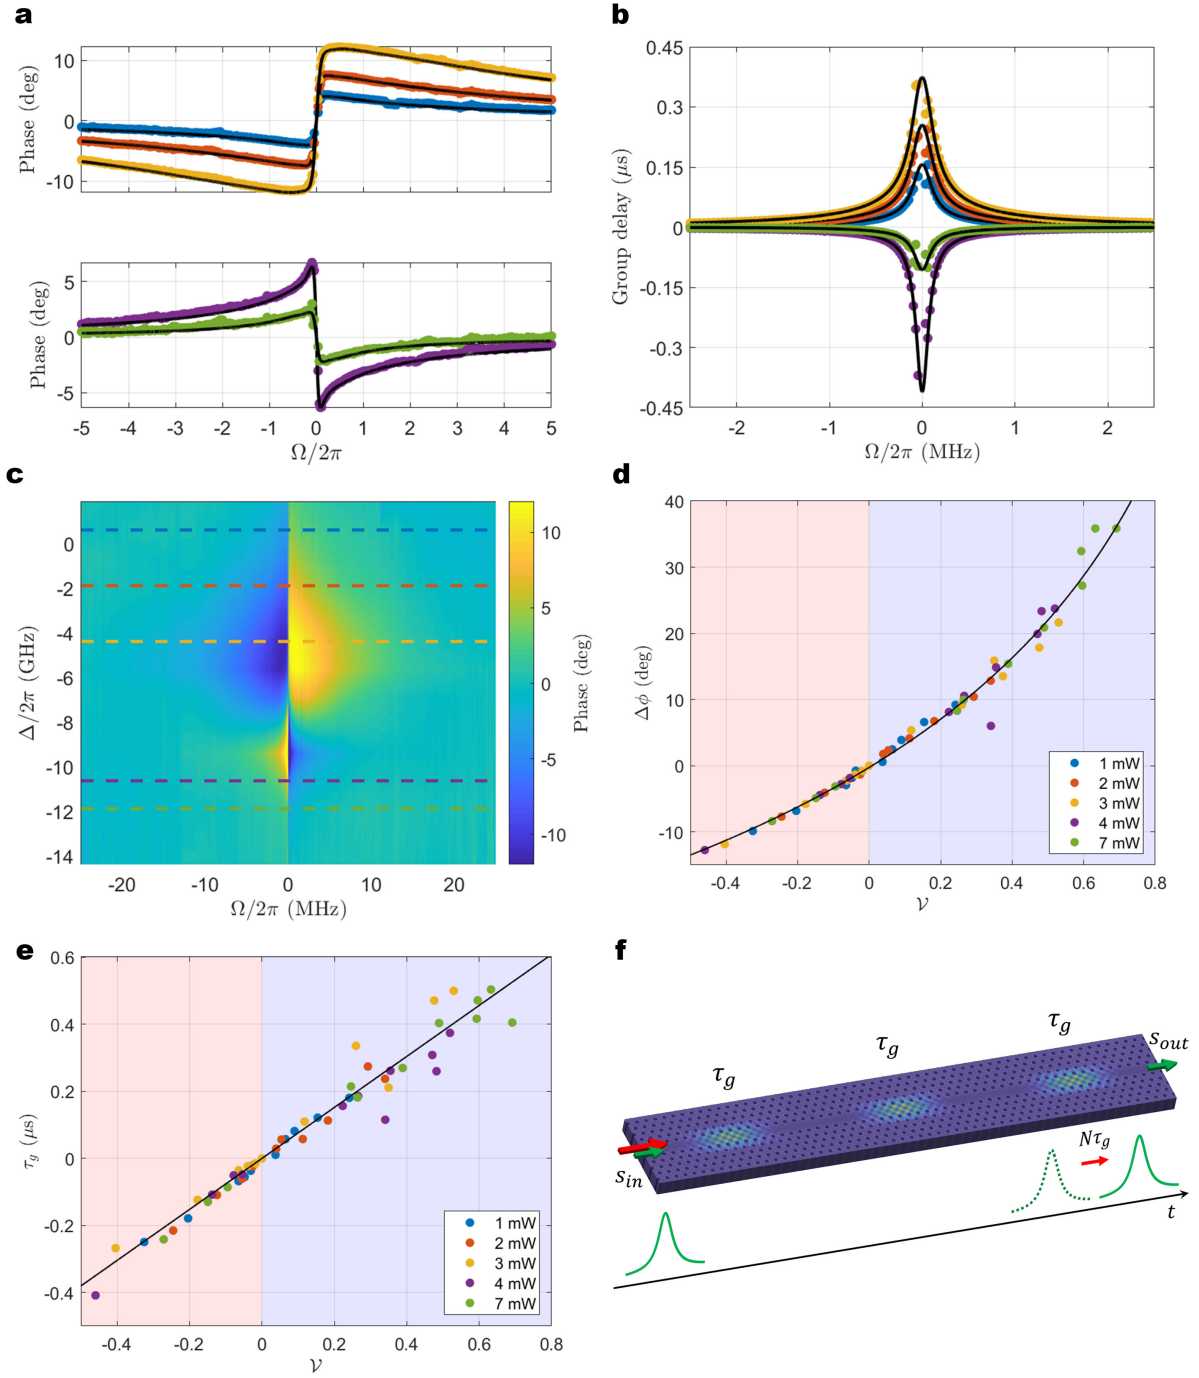 a
Phase (deg)
10
0
-10
Phase (deg)
5
0
-5
-5 -4 -3 -2 -1 0 1 2 3 4 5
Ω/2π
b
Group delay (μs)
0.45
0.3
0.15
0
-0.15
-0.3
-0.45
-2 -1 0 1 2
Ω/2π (MHz)
c
Δ/2π (GHz)
0
-2
-4
-6
-8
-10
-12
-14
-20 -10 0 10 20
Ω/2π (MHz)
10
5
0
-5
-10
Phase (deg)
d
Δϕ (deg)
40
30
20
10
0
-10
-0.4 -0.2 0 0.2 0.4 0.6 0.8
𝒱
1 mW
2 mW
3 mW
4 mW
7 mW
e
τg (μs)
0.6
0.4
0.2
0
-0.2
-0.4
-0.4 -0.2 0 0.2 0.4 0.6 0.8
𝒱
1 mW
2 mW
3 mW
4 mW
7 mW
f
τg τg τg
sin
sout
Nτg
t